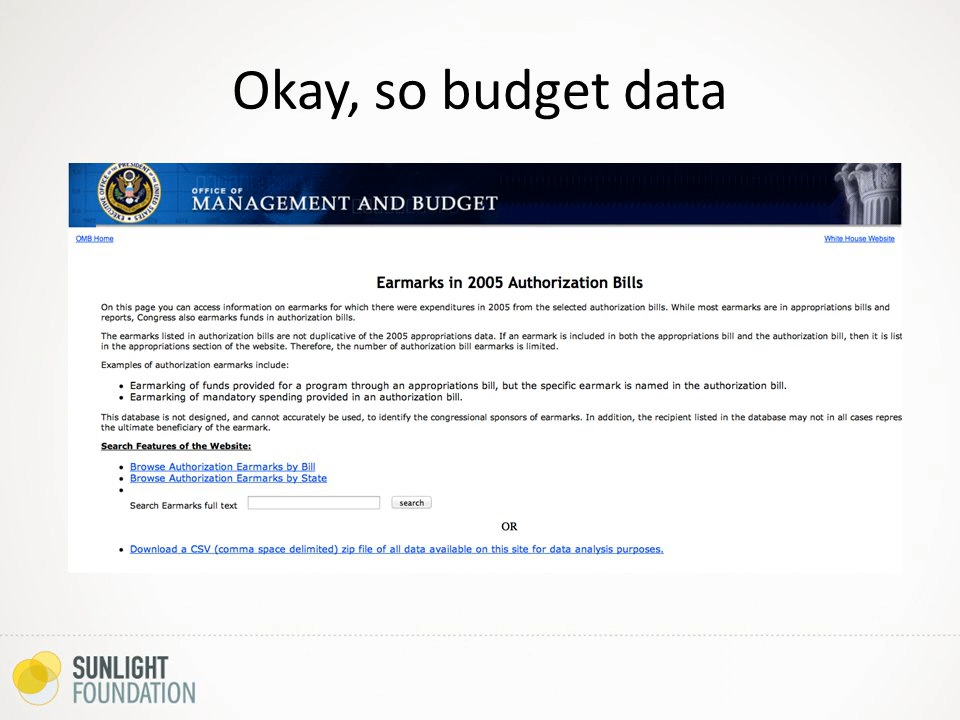 Okay, so budget data
OFFICE OF
MANAGEMENT AND BUDGET
OMB Home
White House Website
Earmarks in 2005 Authorization Bills
On this page you can access information on earmarks for which there were expenditures in 2005 from the selected authorization bills. While most earmarks are in appropriations bills and
reports, Congress also earmarks funds in authorization bills.
The earmarks listed in authorization bills are not duplicative of the 2005 appropriations data. If an earmark is included in both the appropriations bill and the authorization bill, then it is list
in the appropriations section of the website. Therefore, the number of authorization bill earmarks is limited.
Examples of authorization earmarks include:
• Earmarking of funds provided for a program through an appropriations bill, but the specific earmark is named in the authorization bill.
• Earmarking of mandatory spending provided in an authorization bill.
This database is not designed, and cannot accurately be used, to identify the congressional sponsors of earmarks. In addition, the recipient listed in the database may not in all cases repres
the ultimate beneficiary of the earmark.
Search Features of the Website:
• Browse Authorization Earmarks by Bill
• Browse Authorization Earmarks by State
•
Search Earmarks full text search
OR
• Download a CSV (comma space delimited) zip file of all data available on this site for data analysis purposes.
SUNLIGHT
FOUNDATION